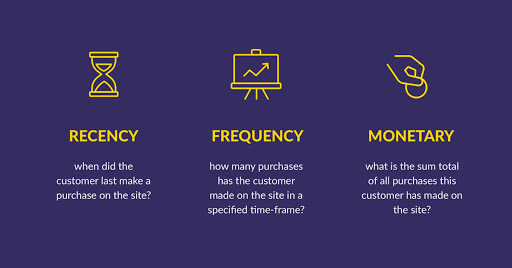 RECENCY
when did the
customer last make a
purchase on the site?
FREQUENCY
how many purchases
has the customer
made on the site in a
specified time-frame?
MONETARY
what is the sum total
of all purchases this
customer has made on
the site?